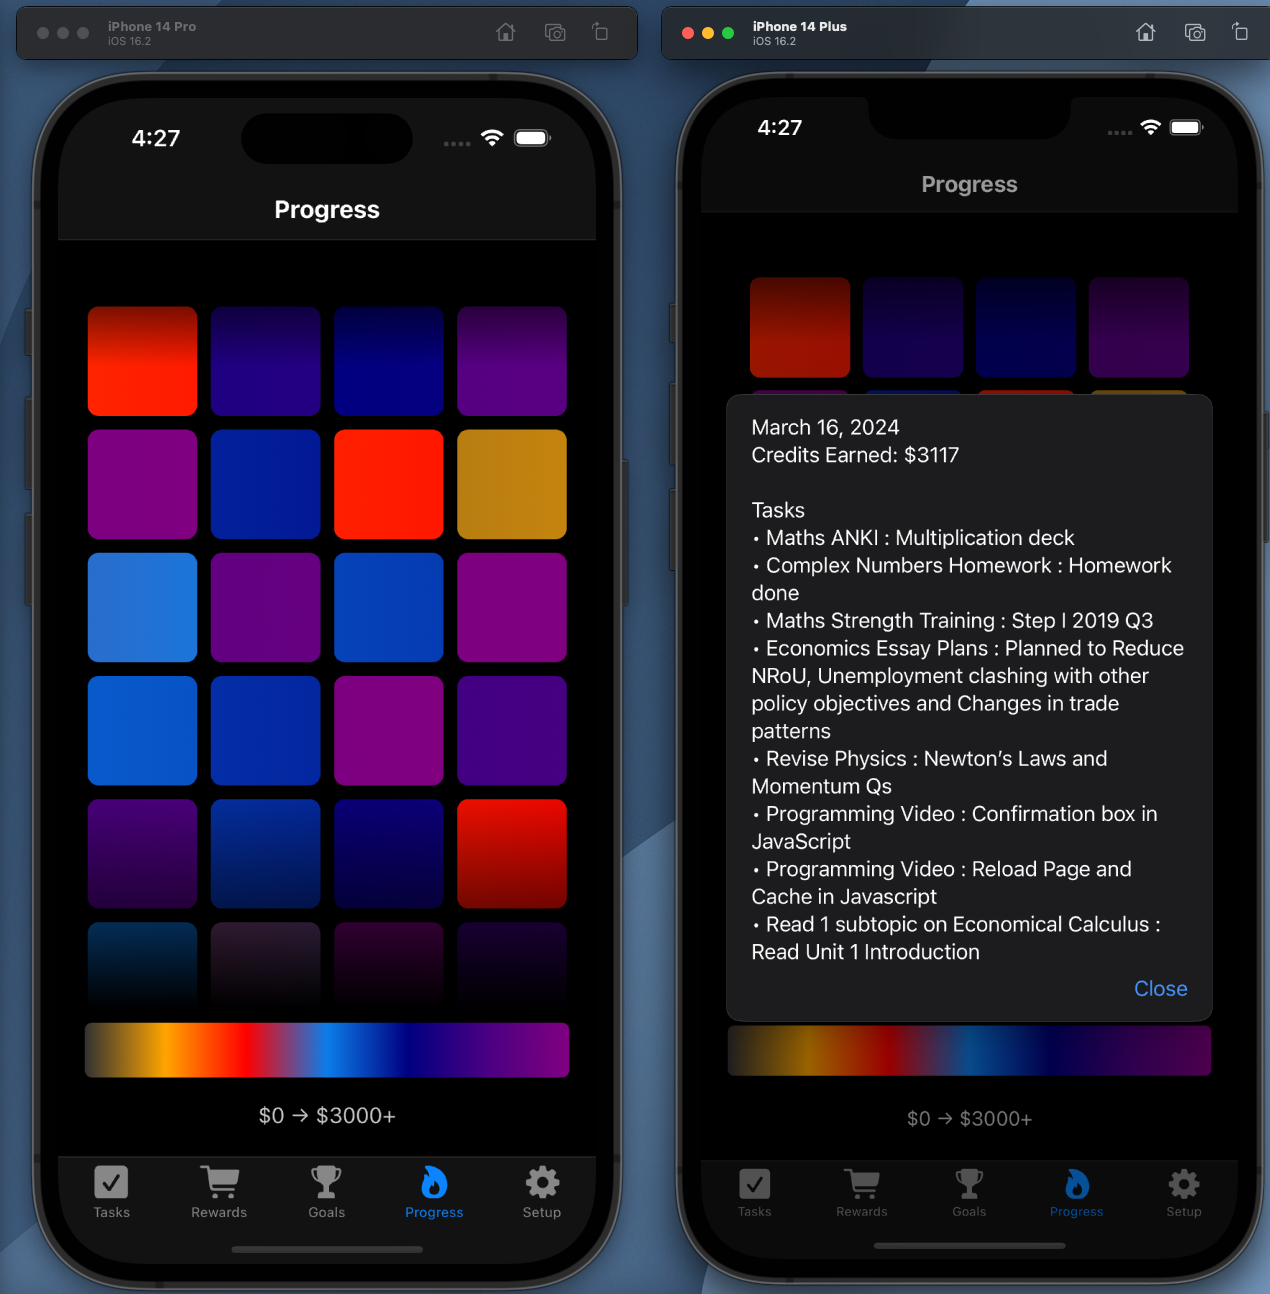 iPhone 14 Pro
iOS 16.2
4:27
Progress
$0 → $3000+
Tasks
Rewards
Goals
Progress
Setup
iPhone 14 Plus
iOS 16.2
4:27
Progress
March 16, 2024
Credits Earned: $3117
Tasks
• Maths ANKI : Multiplication deck
• Complex Numbers Homework : Homework
done
• Maths Strength Training : Step I 2019 Q3
• Economics Essay Plans : Planned to Reduce
NRoU, Unemployment clashing with other
policy objectives and Changes in trade
patterns
• Revise Physics : Newton’s Laws and
Momentum Qs
• Programming Video : Confirmation box in
JavaScript
• Programming Video : Reload Page and
Cache in Javascript
• Read 1 subtopic on Economical Calculus :
Read Unit 1 Introduction
Close
$0 → $3000+
Tasks
Rewards
Goals
Progress
Setup